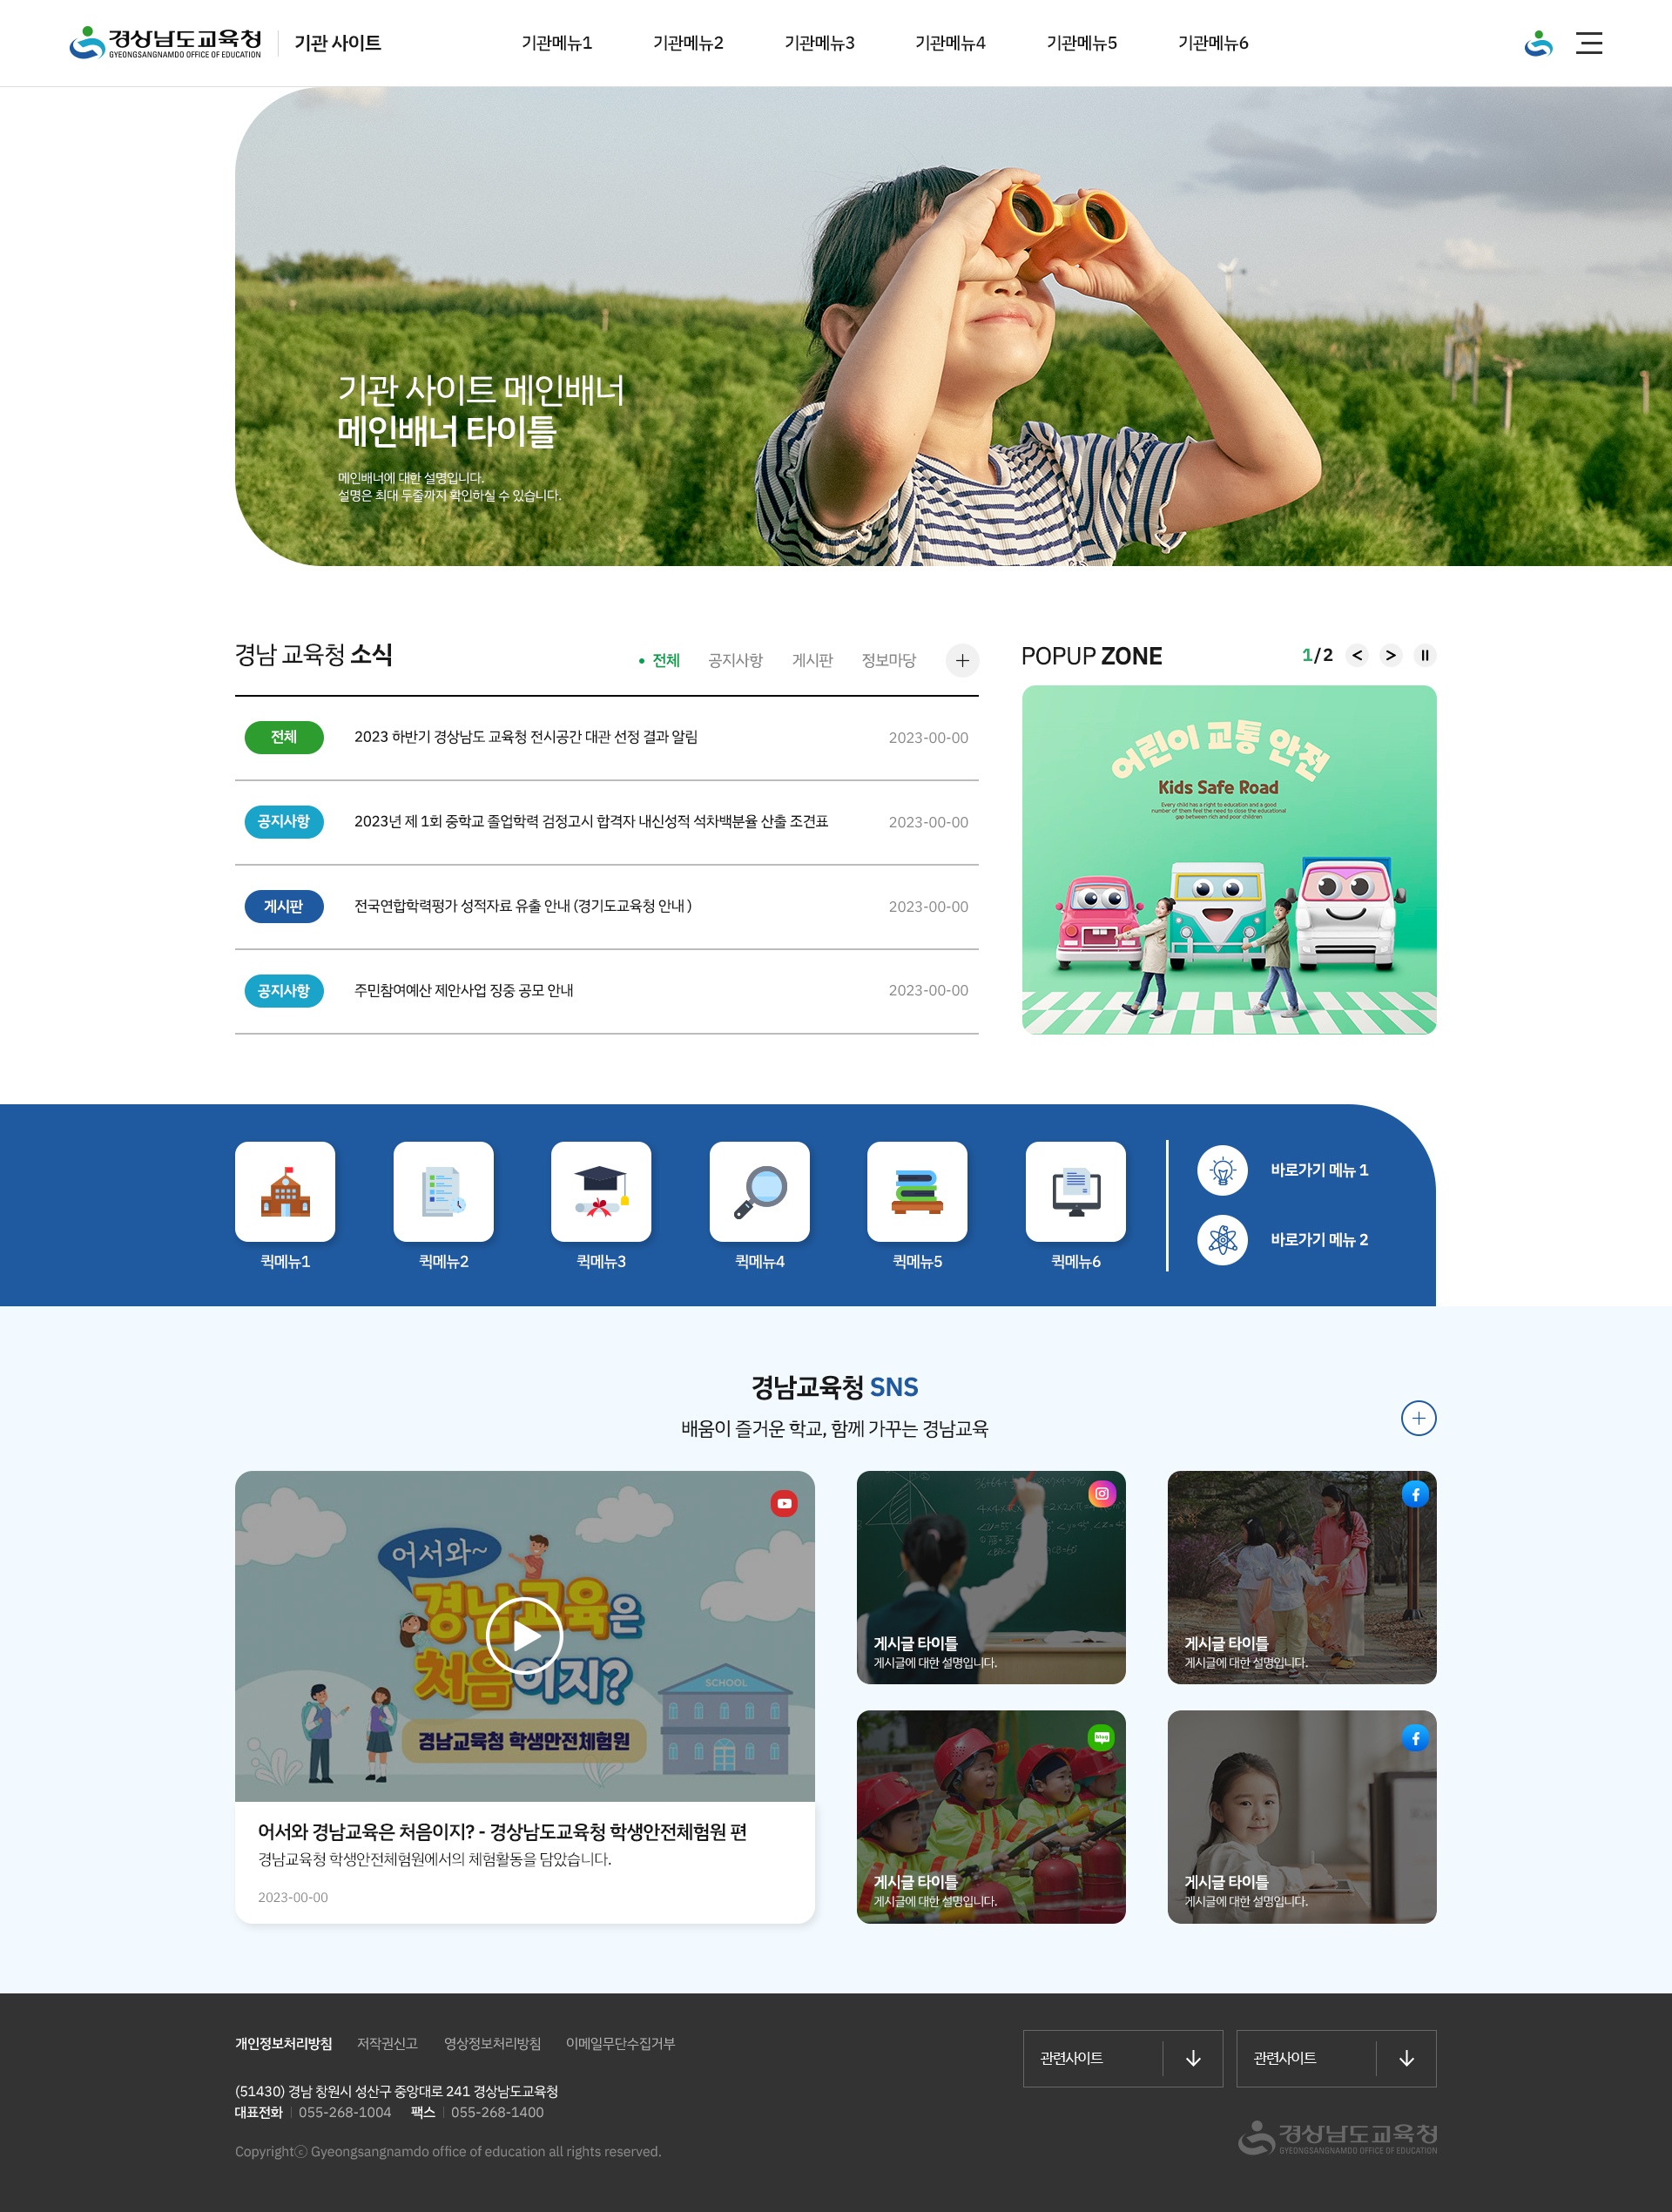 경상남도교육청
GYEONGSANGNAMDO OFFICE OF EDUCATION
기관 사이트
기관메뉴1
기관메뉴2
기관메뉴3
기관메뉴4
기관메뉴5
기관메뉴6
기관 사이트 메인배너
메인배너 타이틀
메인배너에 대한 설명입니다.
설명은 최대 두줄까지 확인하실 수 있습니다.
경남 교육청 소식
전체
공지사항
게시판
정보마당
전체
2023 하반기 경상남도 교육청 전시공간 대관 선정 결과 알림
2023-00-00
공지사항
2023년 제 1회 중학교 졸업학력 검정고시 합격자 내신성적 석차백분율 산출 조견표
2023-00-00
게시판
전국연합학력평가 성적자료 유출 안내 (경기도교육청 안내 )
2023-00-00
공지사항
주민참여예산 제안사업 징중 공모 안내
2023-00-00
POPUP ZONE
1/2
어린이 교통 안전
Kids Safe Road
Every child has a right to education and a good
number of them feel the need to close the educational
gap between rich and poor children
퀵메뉴1
퀵메뉴2
퀵메뉴3
퀵메뉴4
퀵메뉴5
퀵메뉴6
바로가기 메뉴 1
바로가기 메뉴 2
경남교육청 SNS
배움이 즐거운 학교, 함께 가꾸는 경남교육
어서와~
경남교육은
처음이지?
SCHOOL
경남교육청 학생안전체험원
어서와 경남교육은 처음이지? - 경상남도교육청 학생안전체험원 편
경남교육청 학생안전체험원에서의 체험활동을 담았습니다.
2023-00-00
게시글 타이틀
게시글에 대한 설명입니다.
게시글 타이틀
게시글에 대한 설명입니다.
blog
게시글 타이틀
게시글에 대한 설명입니다.
게시글 타이틀
게시글에 대한 설명입니다.
개인정보처리방침
저작권신고
영상정보처리방침
이메일무단수집거부
(51430) 경남 창원시 성산구 중앙대로 241 경상남도교육청
대표전화 055-268-1004 팩스 055-268-1400
Copyrightⓒ Gyeongsangnamdo office of education all rights reserved.
관련사이트
관련사이트
경상남도교육청
GYEONGSANGNAMDO OFFICE OF EDUCATION